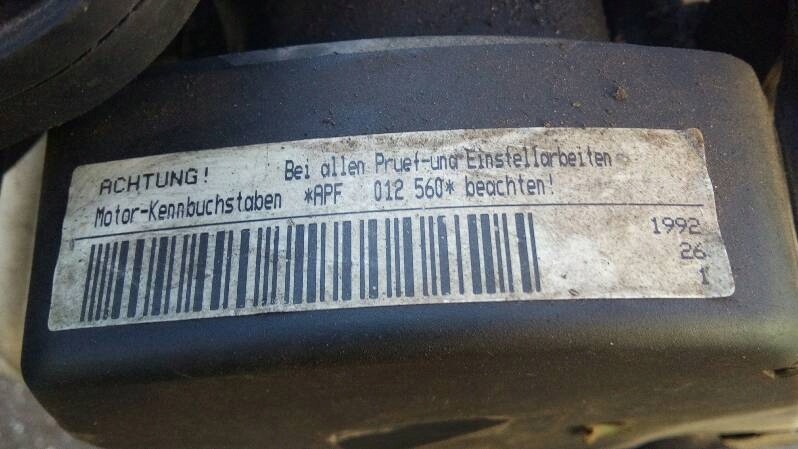 ACHTUNG! Bei allen Pruef-und Einstellarbeiten
Motor-Kennbuchstaben *APF 012 560* beachten!
1992
26
1